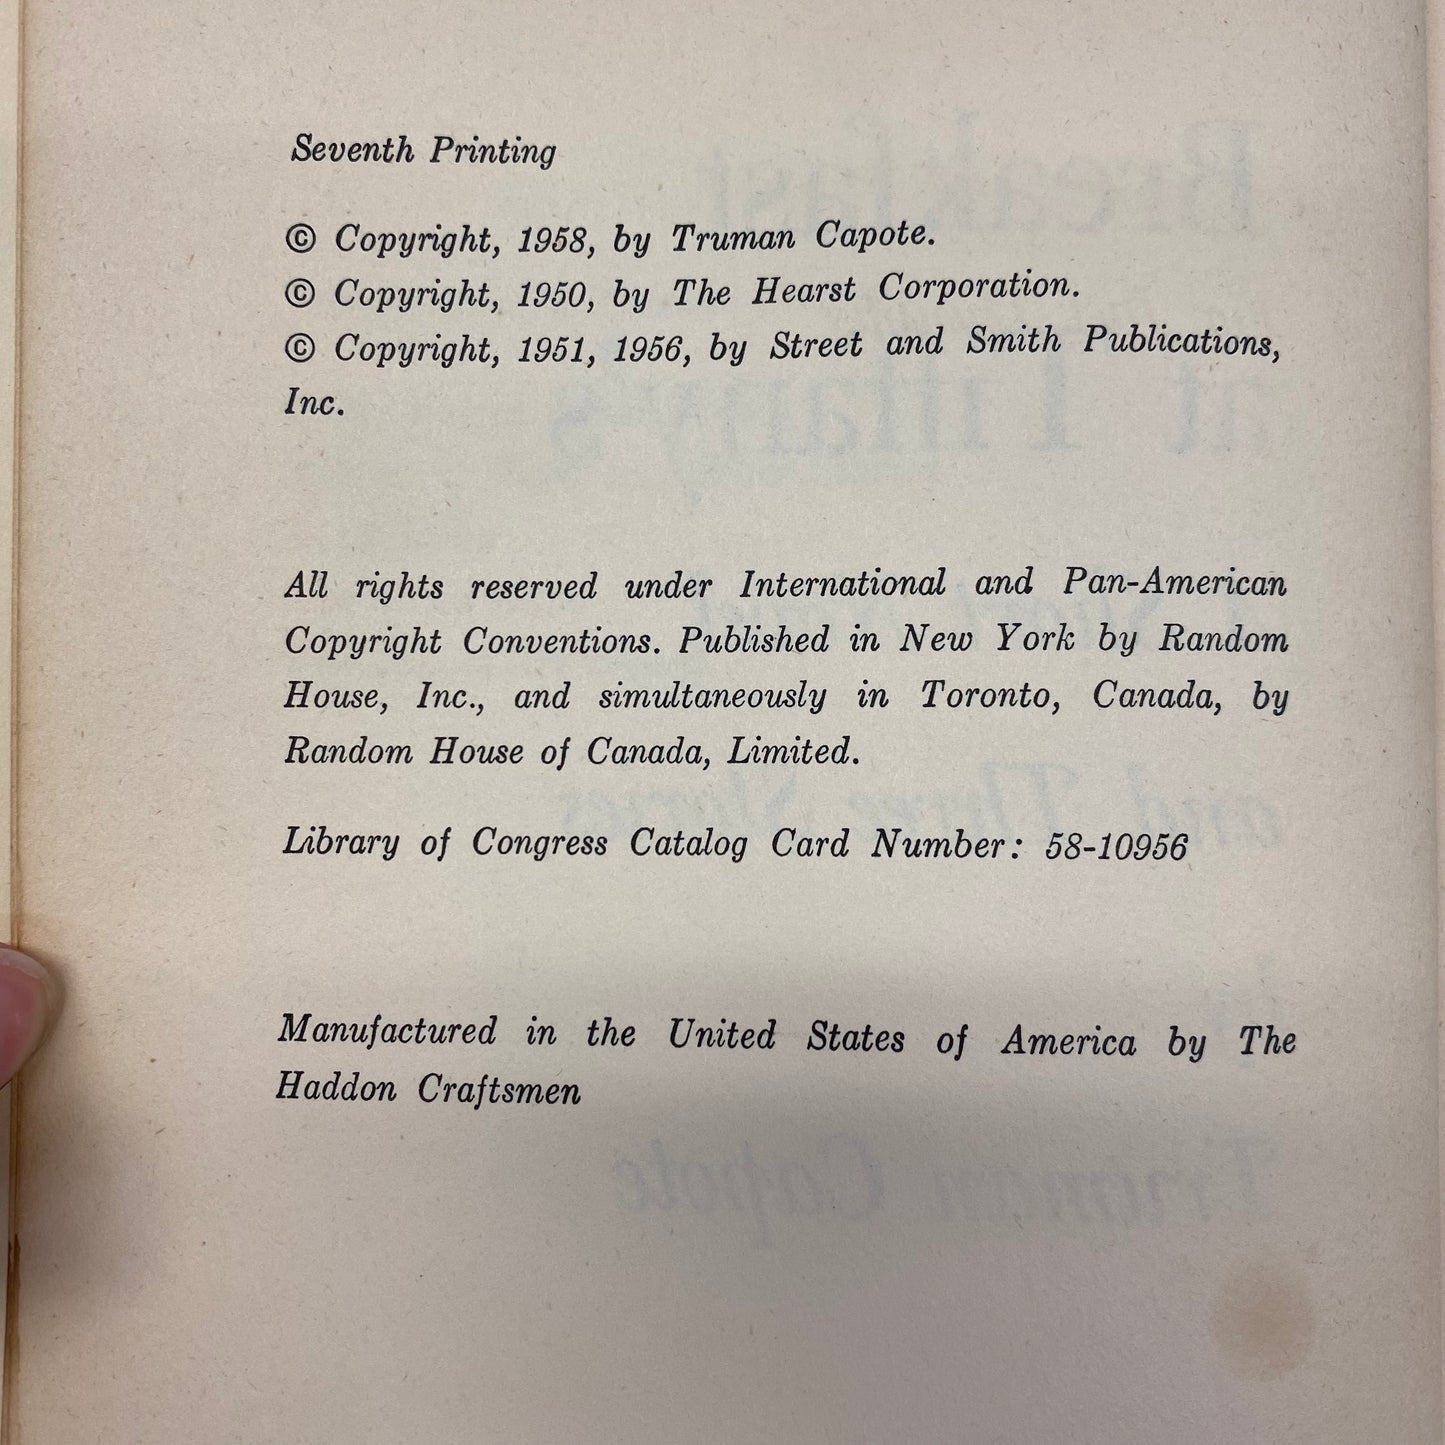 Seventh Printing
© Copyright, 1958, by Truman Capote.
© Copyright, 1950, by The Hearst Corporation.
© Copyright, 1951, 1956, by Street and Smith Publications,
Inc.
All rights reserved under International and Pan-American
Copyright Conventions. Published in New York by Random
House, Inc., and simultaneously in Toronto, Canada, by
Random House of Canada, Limited.
Library of Congress Catalog Card Number: 58-10956
Manufactured in the United States of America by The
Haddon Craftsmen